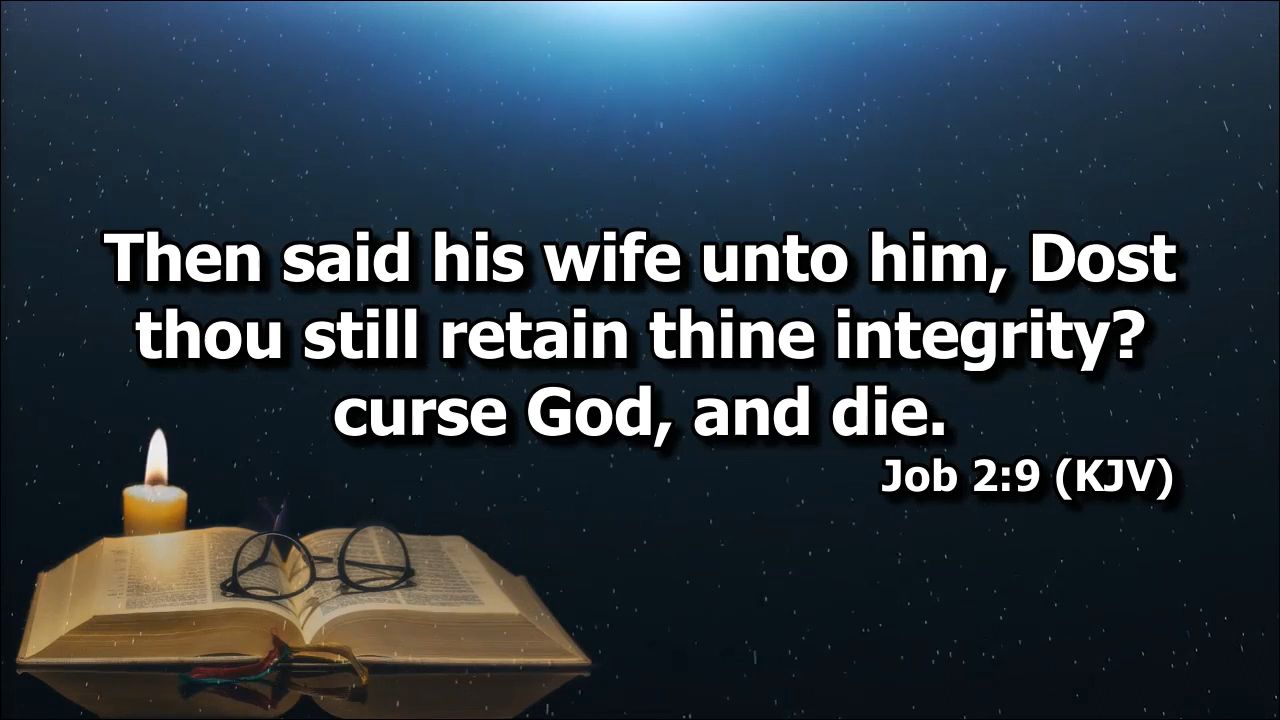 Then said his wife unto him, Dost
thou still retain thine integrity?
curse God, and die.
Job 2:9 (KJV)